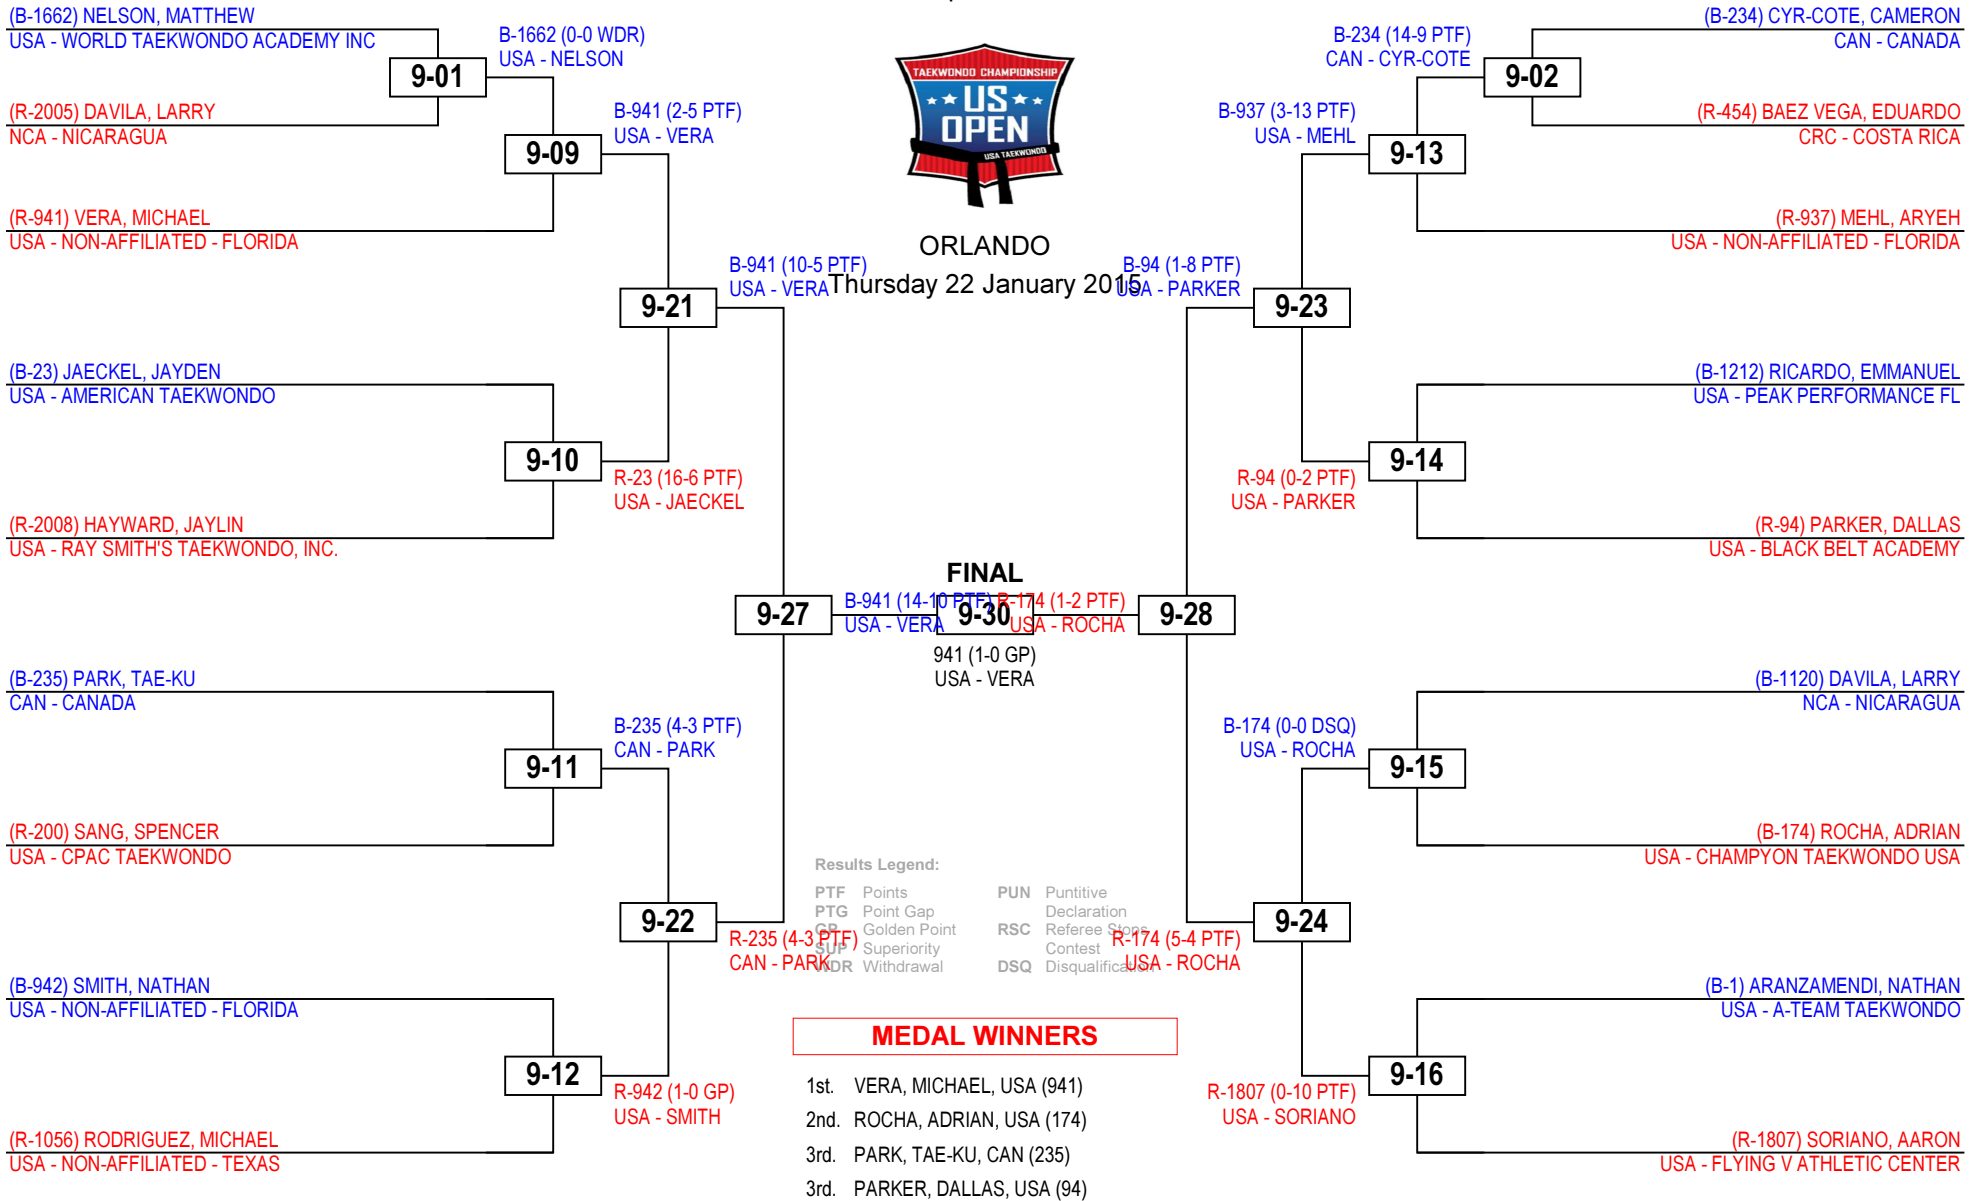 (B-1662) NELSON, MATTHEW
USA - WORLD TAEKWONDO ACADEMY INC
9-01
(R-2005) DAVILA, LARRY
NCA - NICARAGUA
B-1662 (0-0 WDR)
USA - NELSON
9-09
(R-941) VERA, MICHAEL
USA - NON-AFFILIATED - FLORIDA
B-941 (2-5 PTF)
USA - VERA
9-21
(B-23) JAECKEL, JAYDEN
USA - AMERICAN TAEKWONDO
9-10
(R-2008) HAYWARD, JAYLIN
USA - RAY SMITH'S TAEKWONDO, INC.
R-23 (16-6 PTF)
USA - JAECKEL
B-941 (10-5 PTF)
USA - VERA
9-27
(B-235) PARK, TAE-KU
CAN - CANADA
9-11
(R-200) SANG, SPENCER
USA - CPAC TAEKWONDO
B-235 (4-3 PTF)
CAN - PARK
9-22
(B-942) SMITH, NATHAN
USA - NON-AFFILIATED - FLORIDA
9-12
(R-1056) RODRIGUEZ, MICHAEL
USA - NON-AFFILIATED - TEXAS
R-942 (1-0 GP)
USA - SMITH
R-235 (4-3 PTF)
CAN - PARK
TAEKWONDO CHAMPIONSHIP
US
OPEN
USA TAEKWONDO
ORLANDO
Thursday 22 January 2015
FINAL
B-941 (14-10 PTF)
USA - VERA
9-30
R-174 (1-2 PTF)
USA - ROCHA
941 (1-0 GP)
USA - VERA
(B-234) CYR-COTE, CAMERON
CAN - CANADA
9-02
(R-454) BAEZ VEGA, EDUARDO
CRC - COSTA RICA
B-234 (14-9 PTF)
CAN - CYR-COTE
9-13
(R-937) MEHL, ARYEH
USA - NON-AFFILIATED - FLORIDA
B-937 (3-13 PTF)
USA - MEHL
9-23
(B-1212) RICARDO, EMMANUEL
USA - PEAK PERFORMANCE FL
9-14
(R-94) PARKER, DALLAS
USA - BLACK BELT ACADEMY
R-94 (0-2 PTF)
USA - PARKER
B-94 (1-8 PTF)
USA - PARKER
9-28
(B-1120) DAVILA, LARRY
NCA - NICARAGUA
9-15
(B-174) ROCHA, ADRIAN
USA - CHAMPYON TAEKWONDO USA
B-174 (0-0 DSQ)
USA - ROCHA
9-24
(B-1) ARANZAMENDI, NATHAN
USA - A-TEAM TAEKWONDO
9-16
(R-1807) SORIANO, AARON
USA - FLYING V ATHLETIC CENTER
R-1807 (0-10 PTF)
USA - SORIANO
R-174 (5-4 PTF)
USA - ROCHA
Results Legend:
PTF Points
PTG Point Gap
GP Golden Point
SUP Superiority
WDR Withdrawal
PUN Puntitive
Declaration
RSC Referee Stops
Contest
DSQ Disqualification
MEDAL WINNERS
1st. VERA, MICHAEL, USA (941)
2nd. ROCHA, ADRIAN, USA (174)
3rd. PARK, TAE-KU, CAN (235)
3rd. PARKER, DALLAS, USA (94)